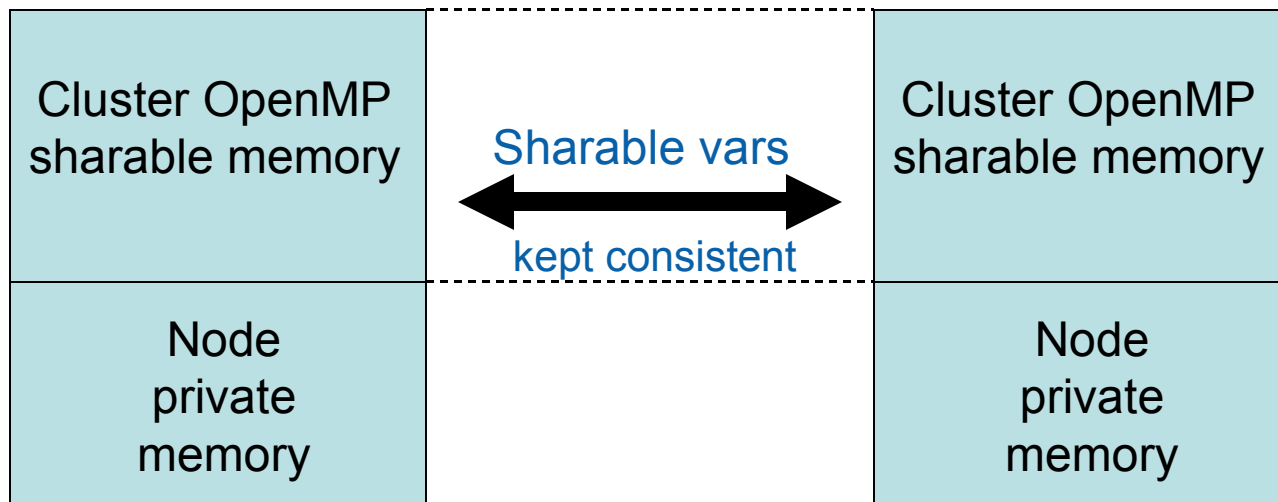 Cluster OpenMP
sharable memory
Sharable vars
kept consistent
Cluster OpenMP
sharable memory
Node
private
memory
Node
private
memory